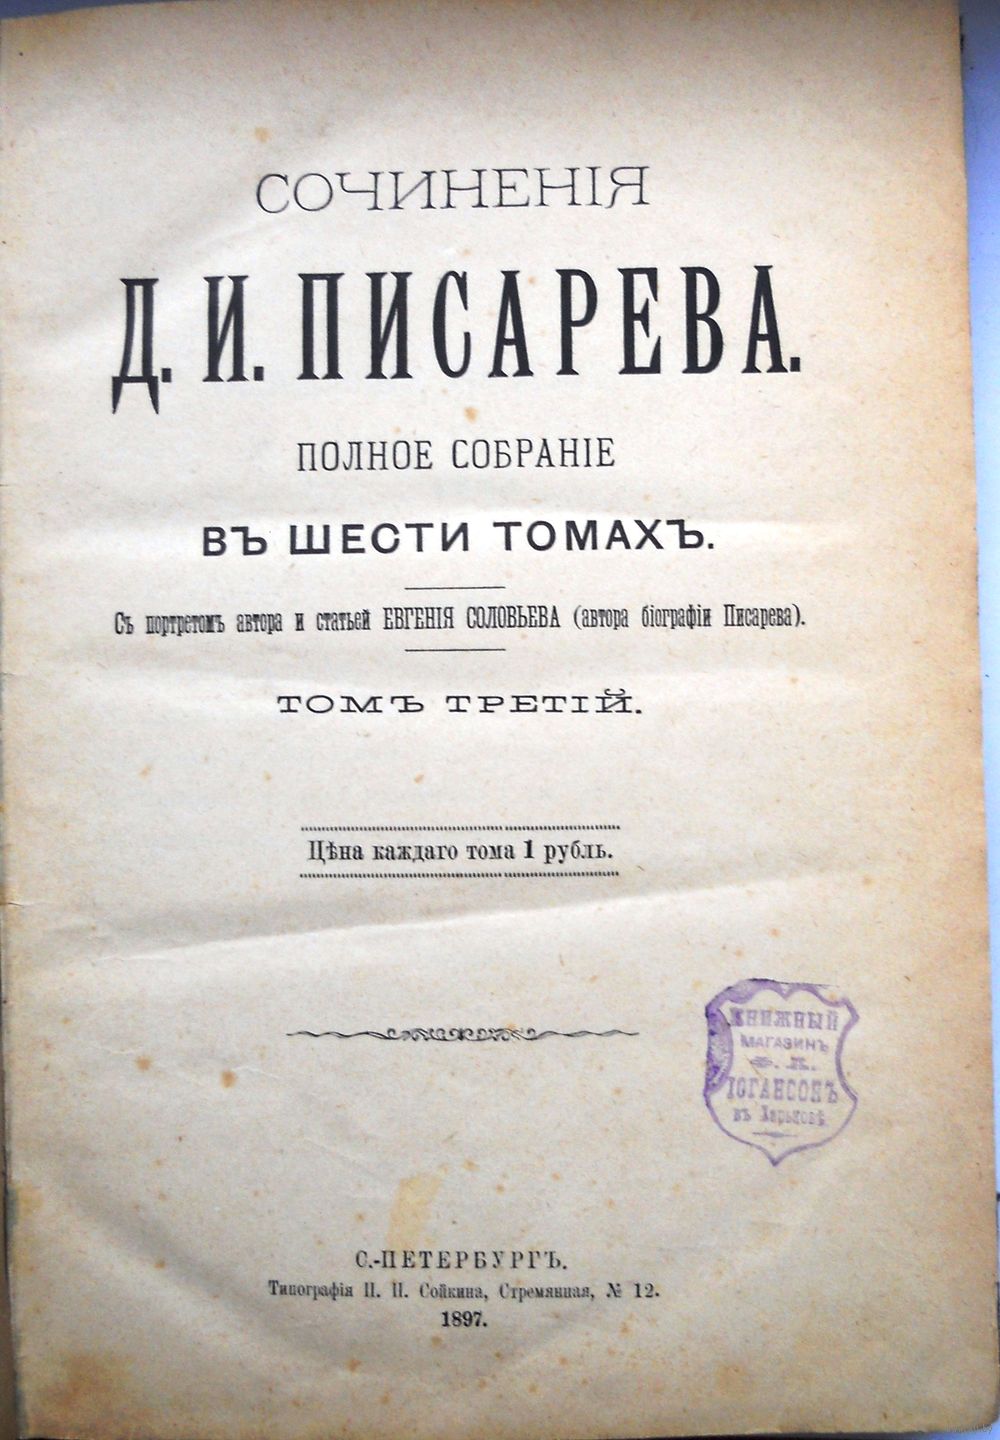 СОЧИНЕНІЯ
Д. И. ПИСАРЕВА.
ПОЛНОЕ СОБРАНІЕ
ВЪ ШЕСТИ ТОМАХЪ.
Съ портретомъ автора и статьей ЕВГЕНІЯ СОЛОВЬЕВА (автора біографіи Писарева).
ТОМЪ ТРЕТІЙ.
Цѣна каждаго тома 1 рубль.
КНИЖНЫЙ
МАГАЗИНЪ
ІОГАНСОНЪ
въ Харьковѣ
С.-ПЕТЕРБУРГЪ.
Типографія П. П. Сойкина, Стремянная, № 12.
1897.